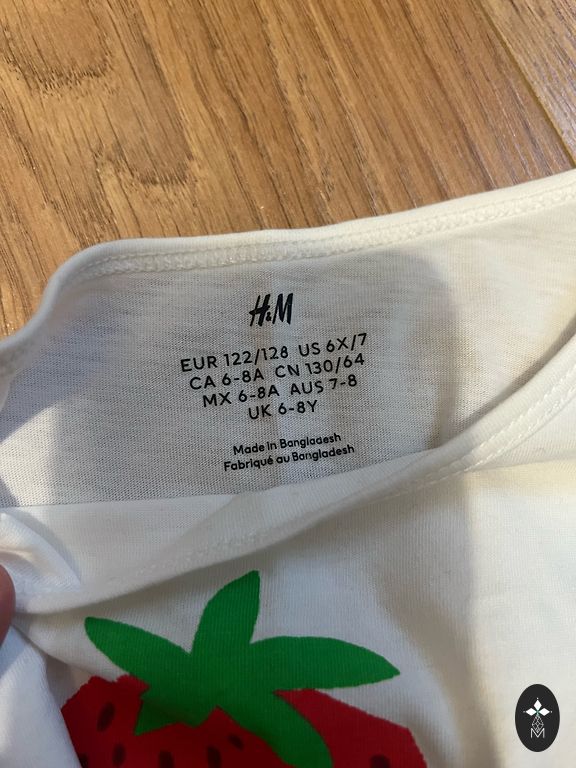 H&M
EUR 122/128 US 6X/7
CA 6-8A CN 130/64
MX 6-8A AUS 7-8
UK 6-8Y
Made in Bangladesh
Fabriqué au Bangladesh
M